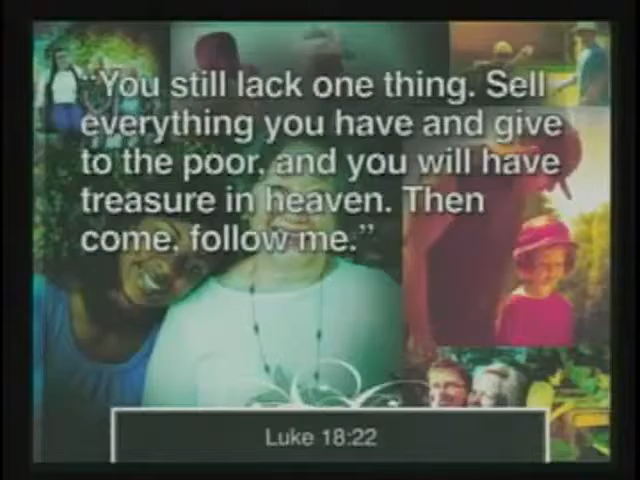 “You still lack one thing. Sell
everything you have and give
to the poor, and you will have
treasure in heaven. Then
come, follow me.”
Luke 18:22